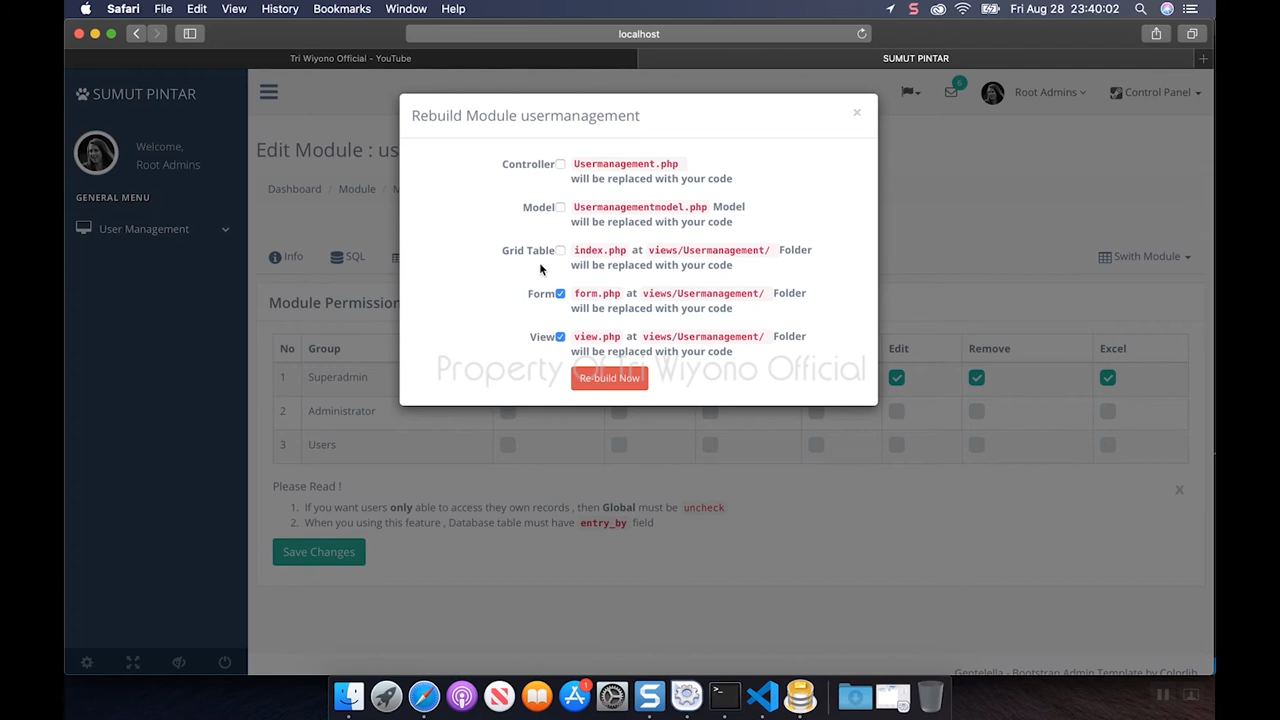 Safari File Edit View History Bookmarks Window Help Fri Aug 28 23:40:02
localhost
Tri Wiyono Official - YouTube SUMUT PINTAR
SUMUT PINTAR
Root Admins Control Panel
6
Welcome,
Root Admins
GENERAL MENU
User Management
Edit Module : us
Dashboard / Module / M
Info SQL Swith Module
Module Permission
Rebuild Module usermanagement ×
Controller Usermanagement.php
will be replaced with your code
Model Usermanagementmodel.php Model
will be replaced with your code
Grid Table index.php at views/Usermanagement/ Folder
will be replaced with your code
Form form.php at views/Usermanagement/ Folder
will be replaced with your code
View view.php at views/Usermanagement/ Folder
will be replaced with your code
Re-build Now
Property Of Tri Wiyono Official
No Group Edit Remove Excel
1 Superadmin
2 Administrator
3 Users
Please Read ! x
1. If you want users only able to access they own records , then Global must be uncheck
2. When you using this feature , Database table must have entry_by field
Save Changes
Gentelella - Bootstrap Admin Template by Colorlib
1